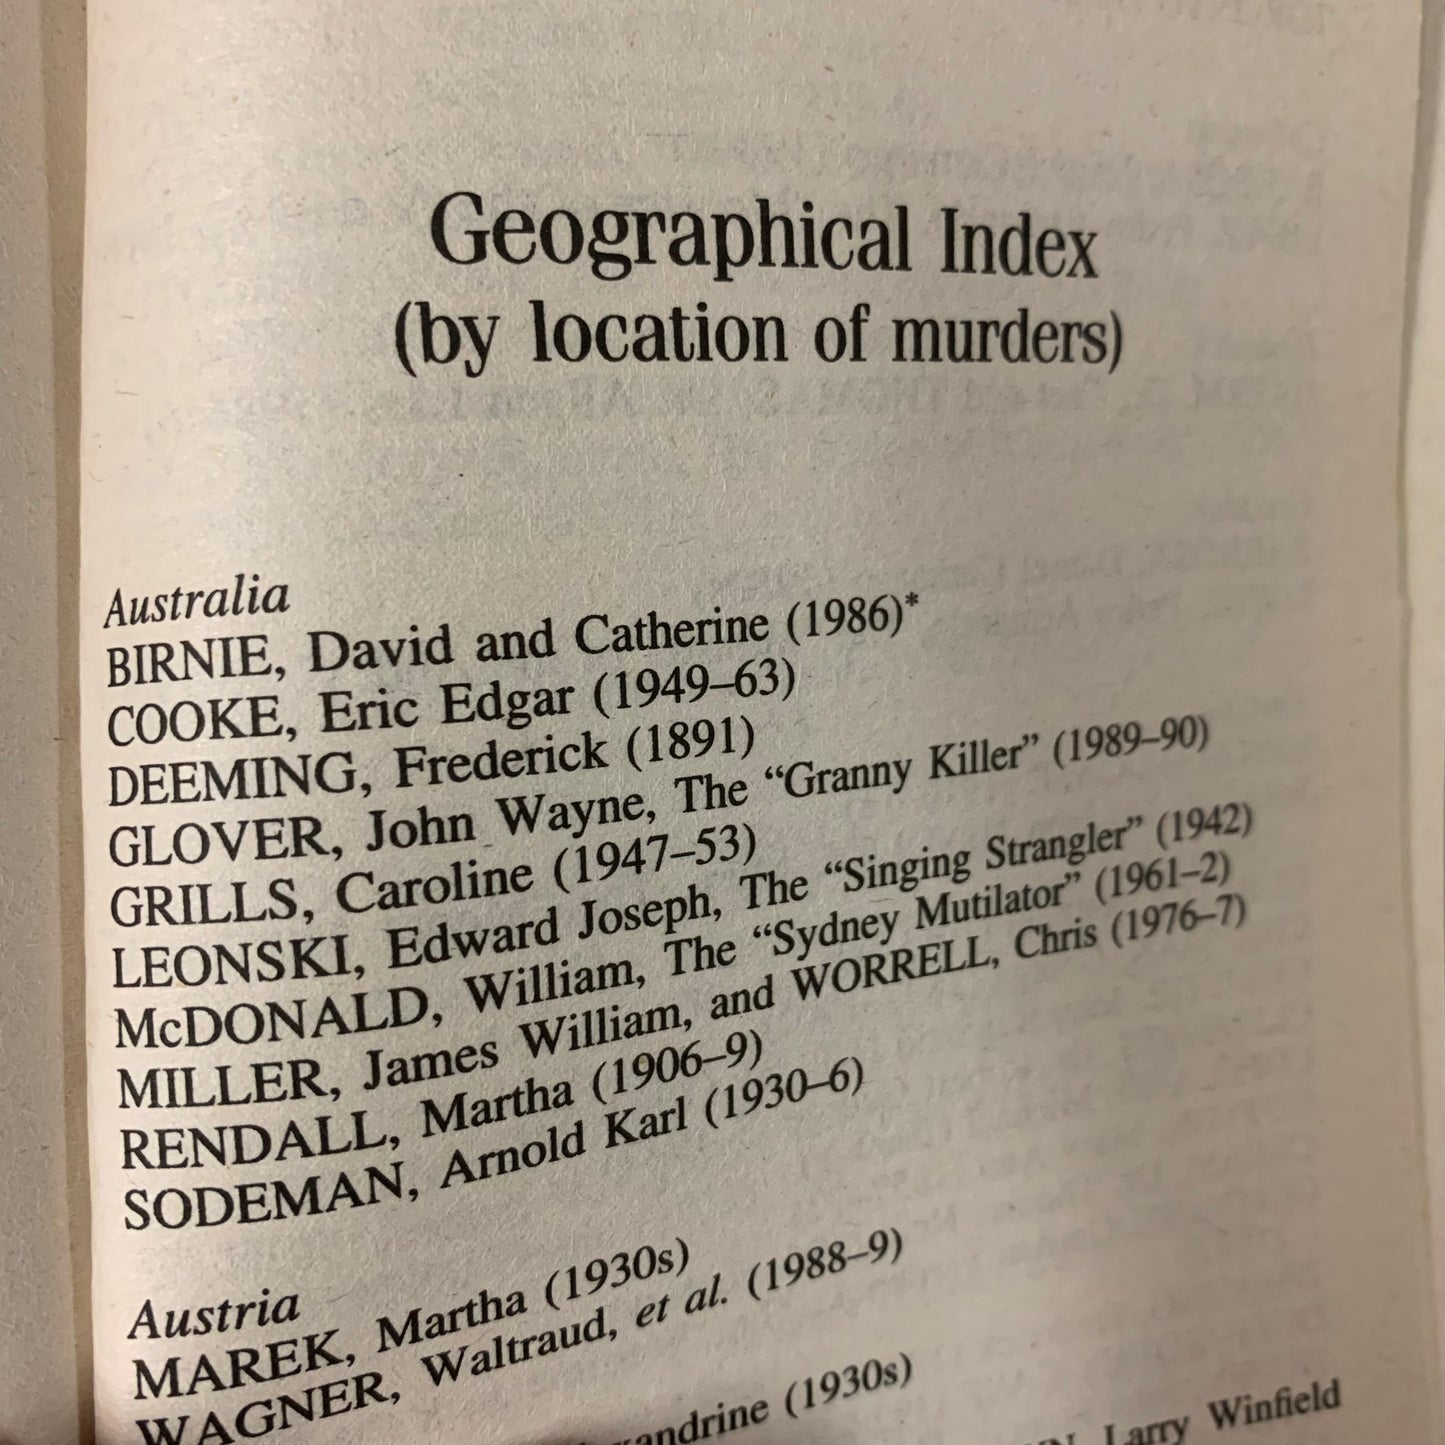 Geographical Index
(by location of murders)
Australia
BIRNIE, David and Catherine (1986)*
COOKE, Eric Edgar (1949–63)
DEEMING, Frederick (1891)
GLOVER, John Wayne, The “Granny Killer” (1989–90)
GRILLS, Caroline (1947–53)
LEONSKI, Edward Joseph, The “Singing Strangler” (1942)
McDONALD, William, The “Sydney Mutilator” (1961–2)
MILLER, James William, and WORRELL, Chris (1976–7)
RENDALL, Martha (1906–9)
SODEMAN, Arnold Karl (1930–6)
Austria
MAREK, Martha (1930s)
WAGNER, Waltraud, et al. (1988–9)
(1930s)
Larry Winfield